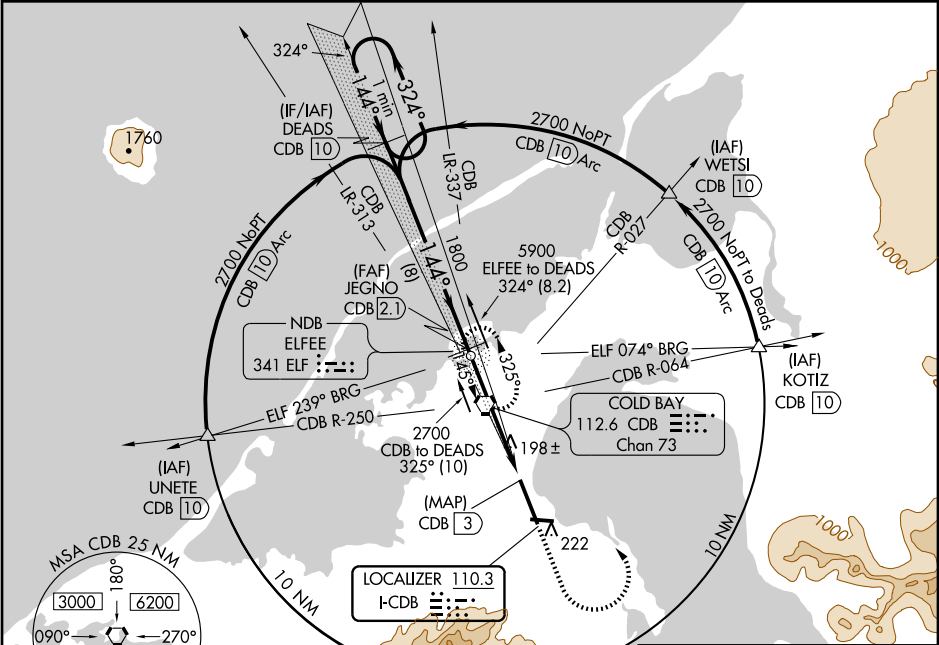 324°
144°
1 min
324°
(IF/IAF)
DEADS
CDB 10
1760
2700 NoPT
CDB 10 Arc
(IAF)
WETSI
CDB 10
CDB
LR-337
CDB
LR-313
CDB
R-027
2700 NoPT to Deads
CDB 10 Arc
2700 NoPT
CDB 10 Arc
144°
(8)
1800
5900
ELFEE to DEADS
324° (8.2)
1000
(FAF)
JEGNO
CDB 2.1
NDB
ELFEE
341 ELF
145°
325°
ELF 074° BRG
CDB R-064
(IAF)
KOTIZ
CDB 10
ELF 239° BRG
CDB R-250
COLD BAY
112.6 CDB
Chan 73
2700
CDB to DEADS
325° (10)
198 ±
(IAF)
UNETE
CDB 10
(MAP)
CDB 3
222
10 NM
1000
MSA CDB 25 NM
180°
3000
6200
090°
270°
10 NM
LOCALIZER 110.3
I-CDB